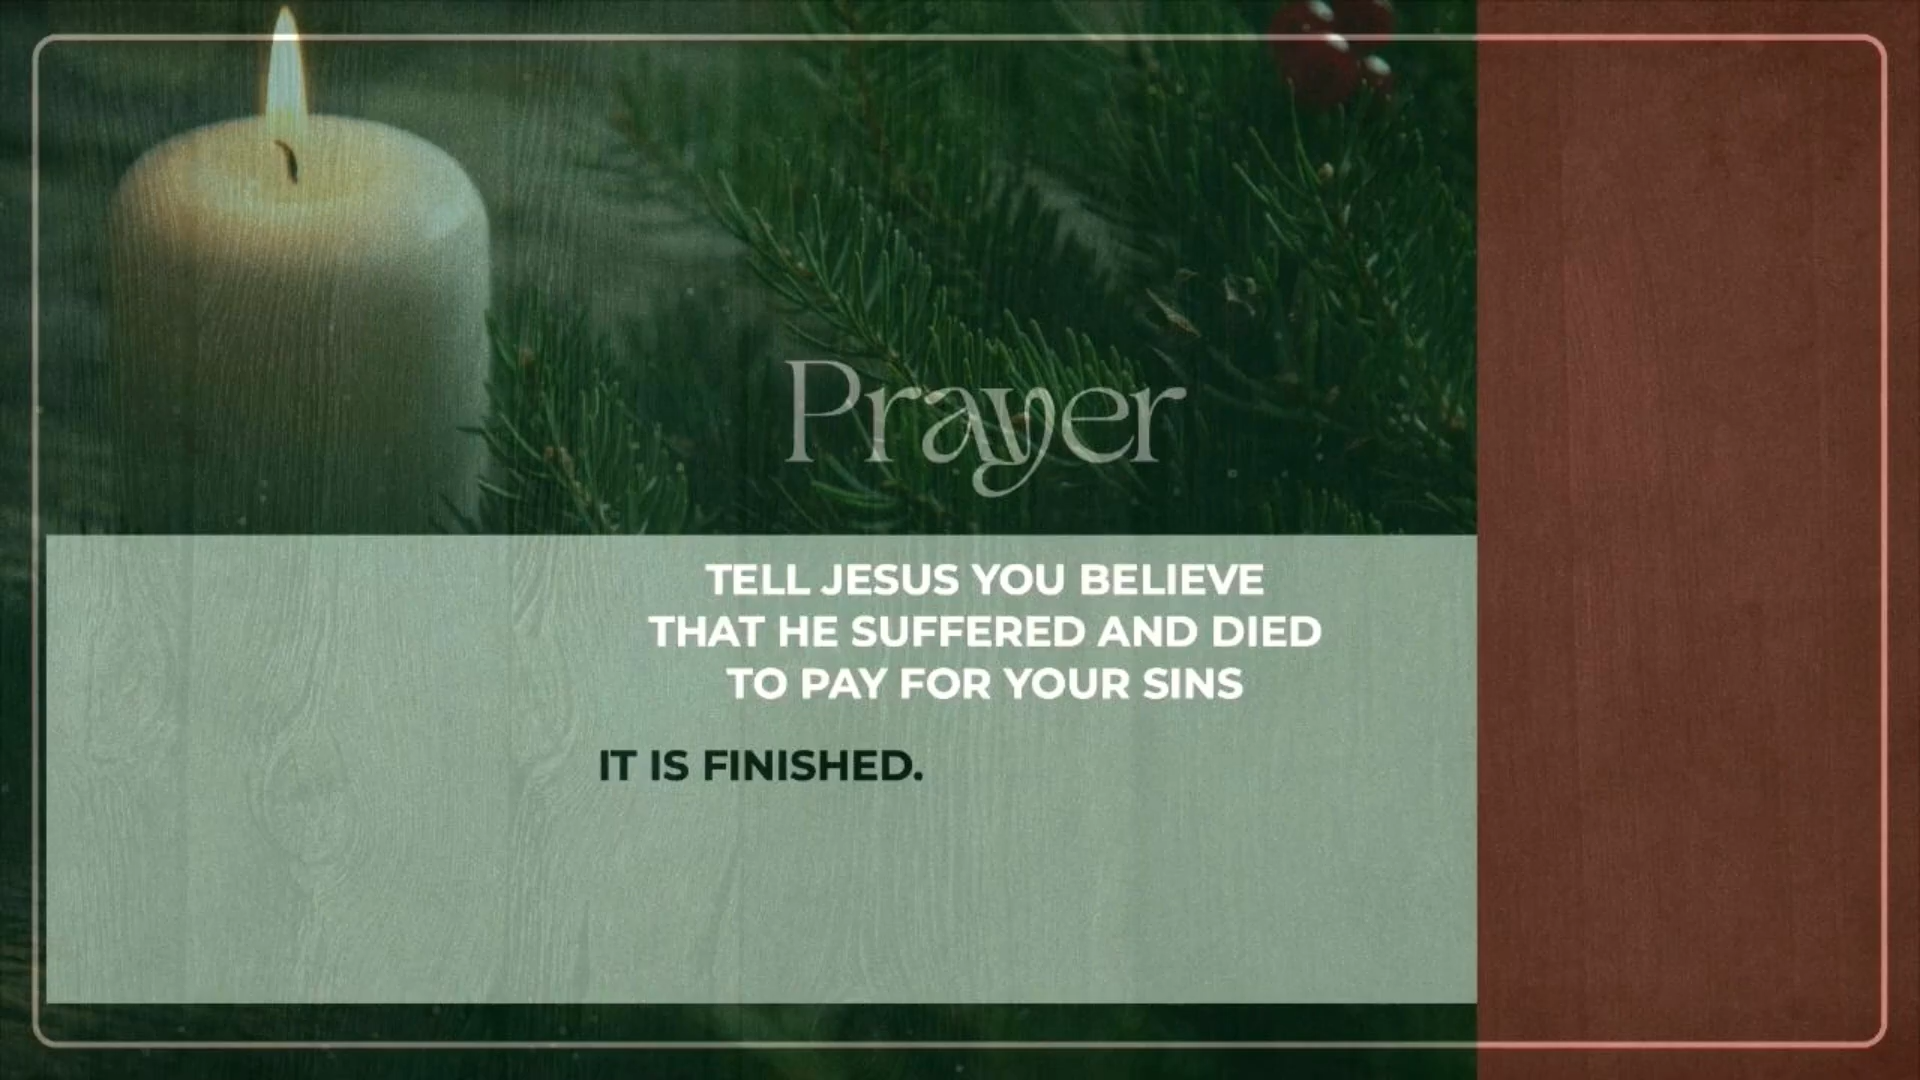 Prayer
TELL JESUS YOU BELIEVE
THAT HE SUFFERED AND DIED
TO PAY FOR YOUR SINS
IT IS FINISHED.